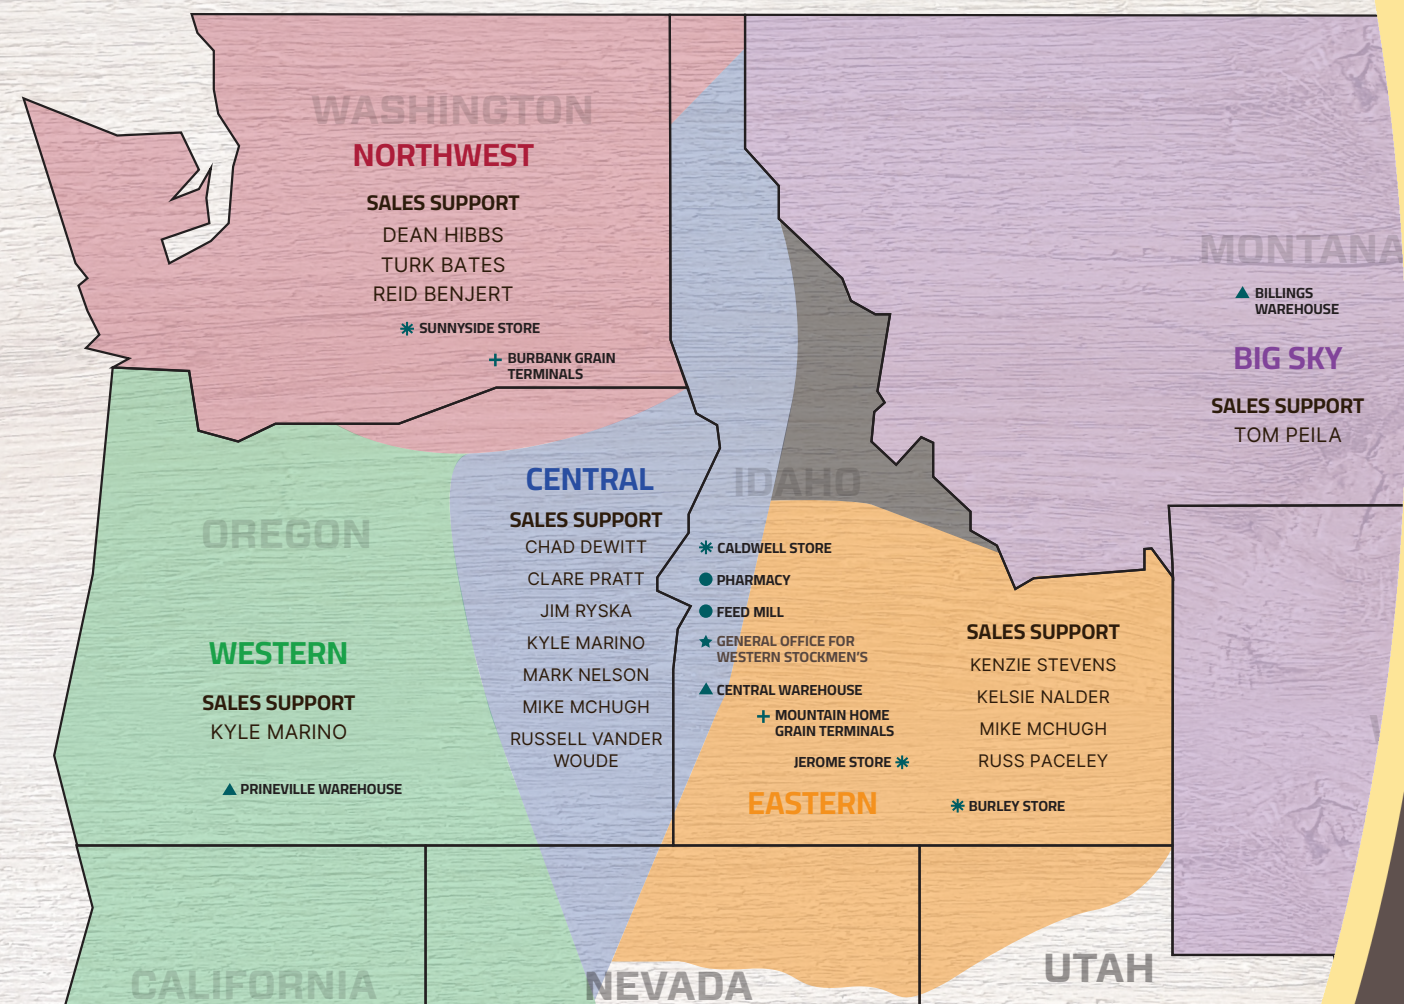 WASHINGTON
NORTHWEST
SALES SUPPORT
DEAN HIBBS
TURK BATES
REID BENJERT
SUNNYSIDE STORE
BURBANK GRAIN
TERMINALS
MONTANA
BILLINGS
WAREHOUSE
BIG SKY
SALES SUPPORT
TOM PEILA
OREGON
WESTERN
SALES SUPPORT
KYLE MARINO
PRINEVILLE WAREHOUSE
CENTRAL
SALES SUPPORT
CHAD DEWITT
CLARE PRATT
JIM RYSKA
KYLE MARINO
MARK NELSON
MIKE MCHUGH
RUSSELL VANDER
WOUDE
IDAHO
CALDWELL STORE
PHARMACY
FEED MILL
GENERAL OFFICE FOR
WESTERN STOCKMEN'S
CENTRAL WAREHOUSE
MOUNTAIN HOME
GRAIN TERMINALS
JEROME STORE
EASTERN
SALES SUPPORT
KENZIE STEVENS
KELSIE NALDER
MIKE MCHUGH
RUSS PACELEY
BURLEY STORE
CALIFORNIA
NEVADA
UTAH